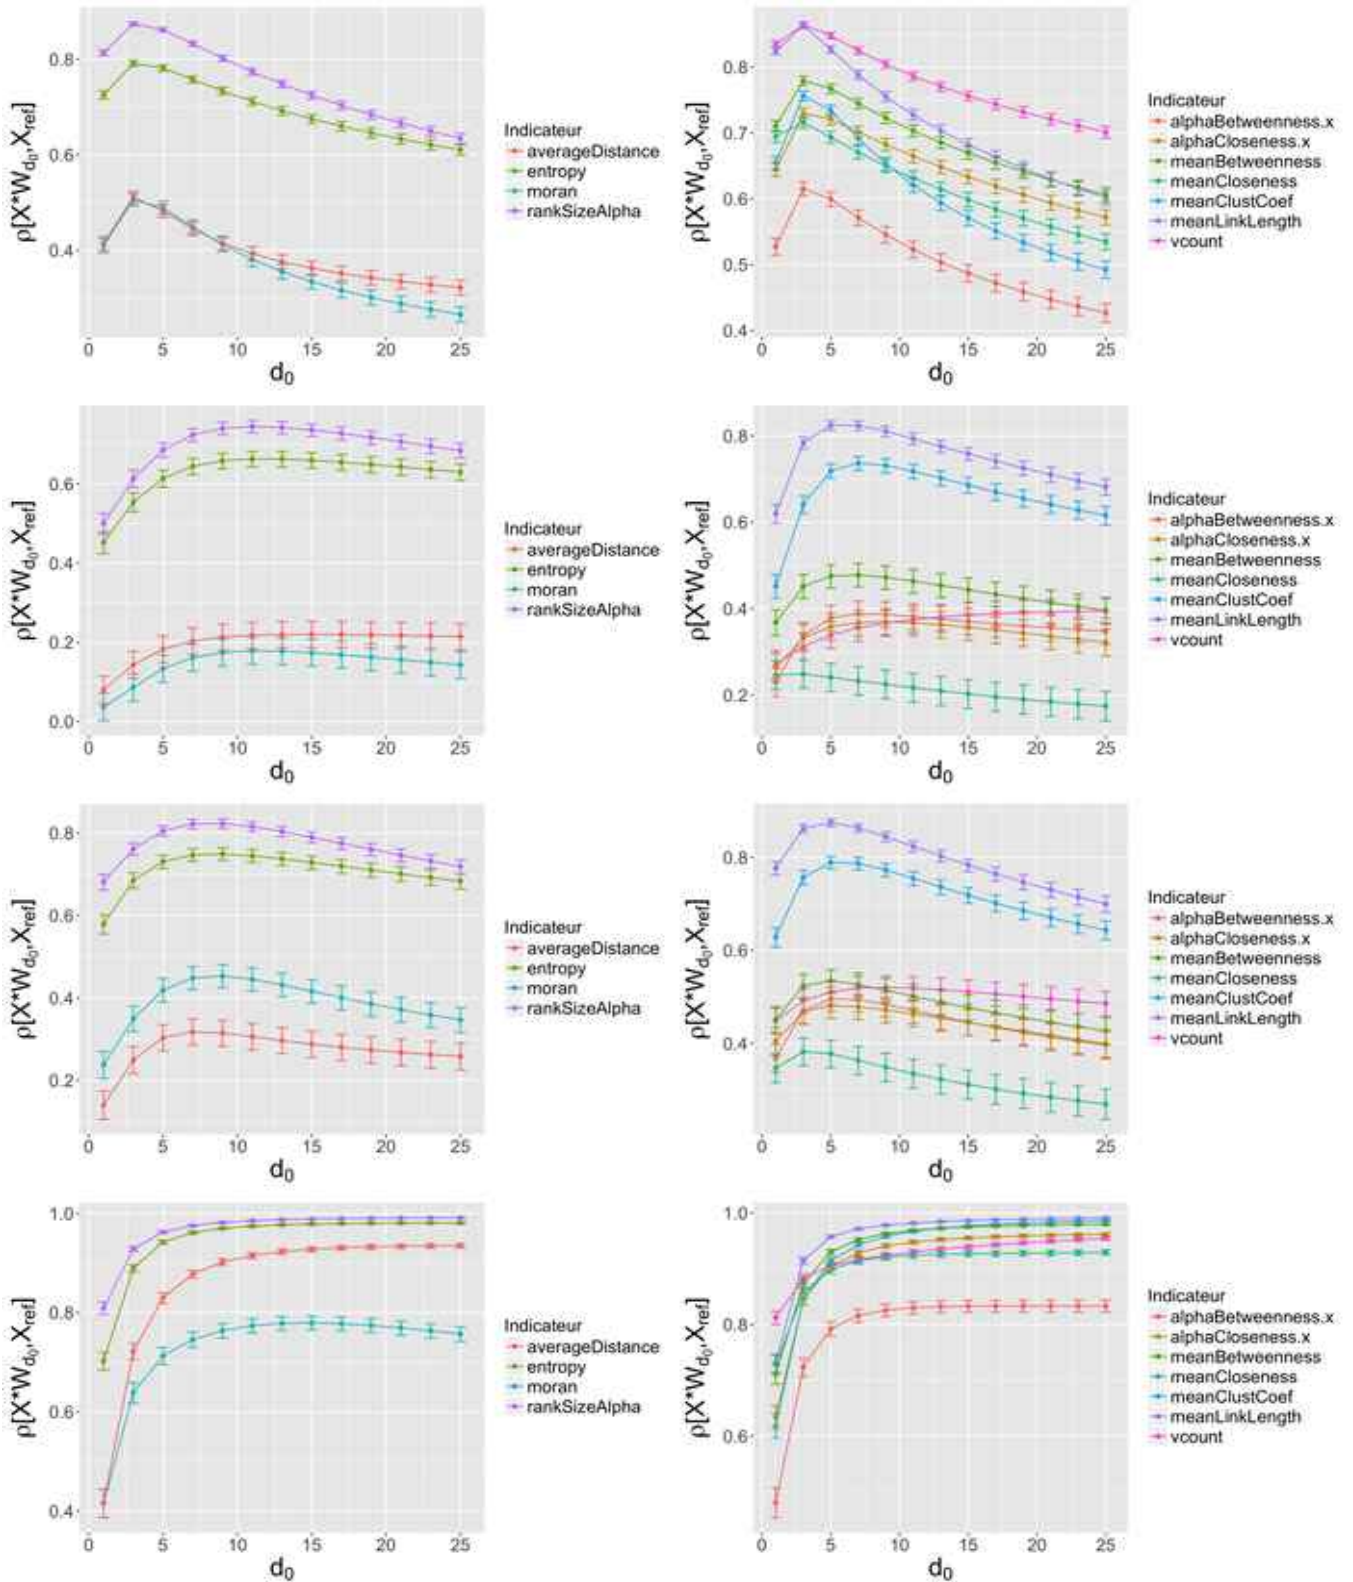 ρ[X*W_d₀,X_ref]
0.8
0.6
0.4
0 5 10 15 20 25
d₀
Indicateur
averageDistance
entropy
moran
rankSizeAlpha
ρ[X*W_d₀,X_ref]
0.8
0.7
0.6
0.5
0.4
0 5 10 15 20 25
d₀
Indicateur
alphaBetweenness.x
alphaCloseness.x
meanBetweenness
meanCloseness
meanClustCoef
meanLinkLength
vcount
ρ[X*W_d₀,X_ref]
0.6
0.4
0.2
0.0
0 5 10 15 20 25
d₀
Indicateur
averageDistance
entropy
moran
rankSizeAlpha
ρ[X*W_d₀,X_ref]
0.8
0.6
0.4
0.2
0 5 10 15 20 25
d₀
Indicateur
alphaBetweenness.x
alphaCloseness.x
meanBetweenness
meanCloseness
meanClustCoef
meanLinkLength
vcount
ρ[X*W_d₀,X_ref]
0.8
0.6
0.4
0.2
0 5 10 15 20 25
d₀
Indicateur
averageDistance
entropy
moran
rankSizeAlpha
ρ[X*W_d₀,X_ref]
0.8
0.6
0.4
0 5 10 15 20 25
d₀
Indicateur
alphaBetweenness.x
alphaCloseness.x
meanBetweenness
meanCloseness
meanClustCoef
meanLinkLength
vcount
ρ[X*W_d₀,X_ref]
1.0
0.8
0.6
0.4
0 5 10 15 20 25
d₀
Indicateur
averageDistance
entropy
moran
rankSizeAlpha
ρ[X*W_d₀,X_ref]
1.0
0.8
0.6
0 5 10 15 20 25
d₀
Indicateur
alphaBetweenness.x
alphaCloseness.x
meanBetweenness
meanCloseness
meanClustCoef
meanLinkLength
vcount